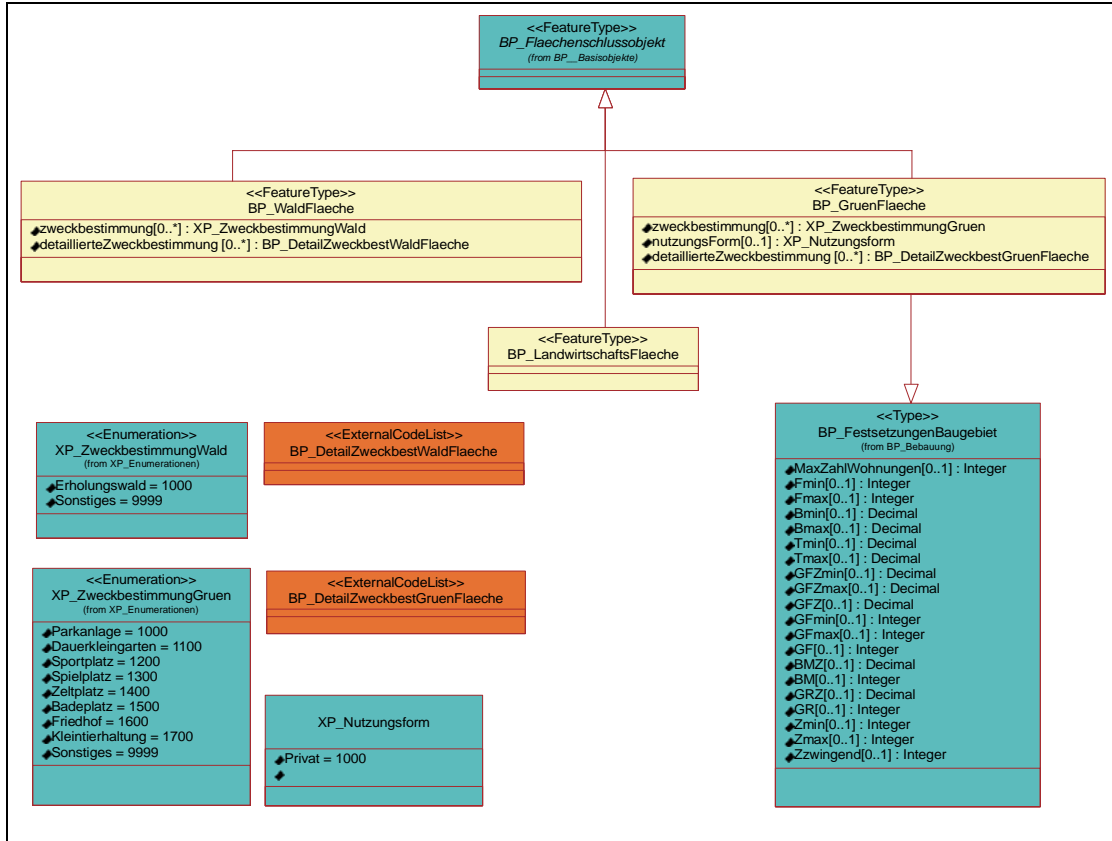 <<FeatureType>>
BP_Flaechenschlussobjekt
(from BP__Basisobjekte)
<<FeatureType>>
BP_WaldFlaeche
zweckbestimmung[0..*] : XP_ZweckbestimmungWald
detaillierteZweckbestimmung [0..*] : BP_DetailZweckbestWaldFlaeche
<<FeatureType>>
BP_GruenFlaeche
zweckbestimmung[0..*] : XP_ZweckbestimmungGruen
nutzungsForm[0..1] : XP_Nutzungsform
detaillierteZweckbestimmung [0..*] : BP_DetailZweckbestGruenFlaeche
<<FeatureType>>
BP_LandwirtschaftsFlaeche
<<Enumeration>>
XP_ZweckbestimmungWald
(from XP_Enumerationen)
Erholungswald = 1000
Sonstiges = 9999
<<ExternalCodeList>>
BP_DetailZweckbestWaldFlaeche
<<Enumeration>>
XP_ZweckbestimmungGruen
(from XP_Enumerationen)
Parkanlage = 1000
Dauerkleingarten = 1100
Sportplatz = 1200
Spielplatz = 1300
Zeltplatz = 1400
Badeplatz = 1500
Friedhof = 1600
Kleintierhaltung = 1700
Sonstiges = 9999
<<ExternalCodeList>>
BP_DetailZweckbestGruenFlaeche
XP_Nutzungsform
Privat = 1000
<<Type>>
BP_FestsetzungenBaugebiet
(from BP_Bebauung)
MaxZahlWohnungen[0..1] : Integer
Fmin[0..1] : Integer
Fmax[0..1] : Integer
Bmin[0..1] : Decimal
Bmax[0..1] : Decimal
Tmin[0..1] : Decimal
Tmax[0..1] : Decimal
GFZmin[0..1] : Decimal
GFZmax[0..1] : Decimal
GFZ[0..1] : Decimal
GFmin[0..1] : Integer
GFmax[0..1] : Integer
GF[0..1] : Integer
BMZ[0..1] : Decimal
BM[0..1] : Integer
GRZ[0..1] : Decimal
GR[0..1] : Integer
Zmin[0..1] : Integer
Zmax[0..1] : Integer
Zzwingend[0..1] : Integer